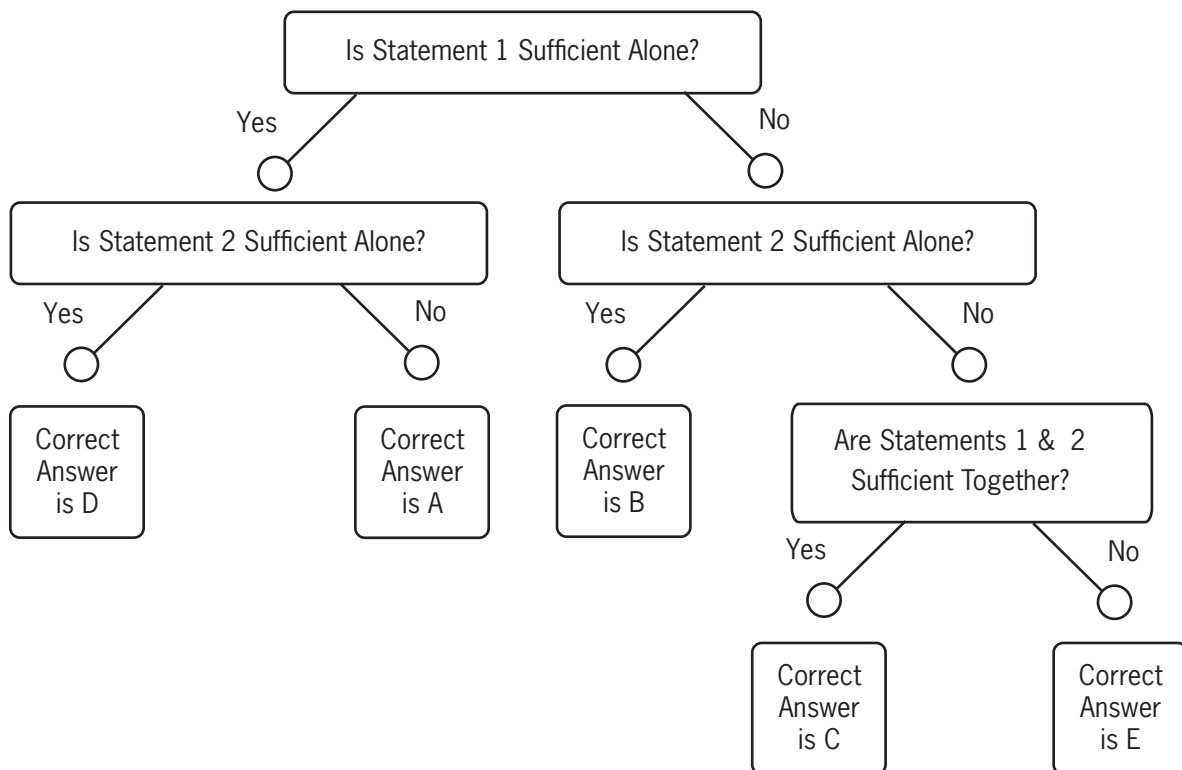 Is Statement 1 Sufficient Alone?
Yes
No
Is Statement 2 Sufficient Alone?
Is Statement 2 Sufficient Alone?
Yes
No
Yes
No
Correct
Answer
is D
Correct
Answer
is A
Correct
Answer
is B
Are Statements 1 & 2
Sufficient Together?
Yes
No
Correct
Answer
is C
Correct
Answer
is E